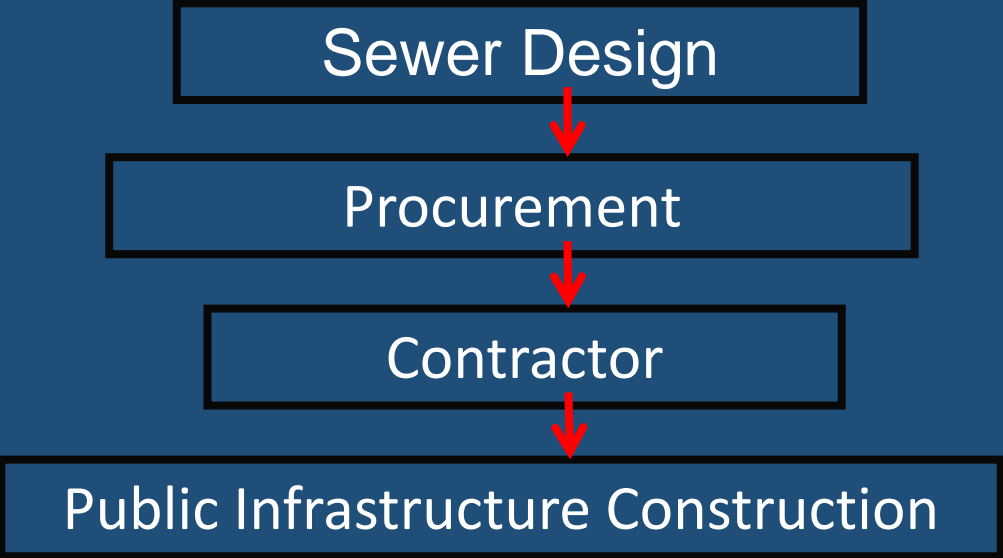 Sewer Design
Procurement
Contractor
Public Infrastructure Construction